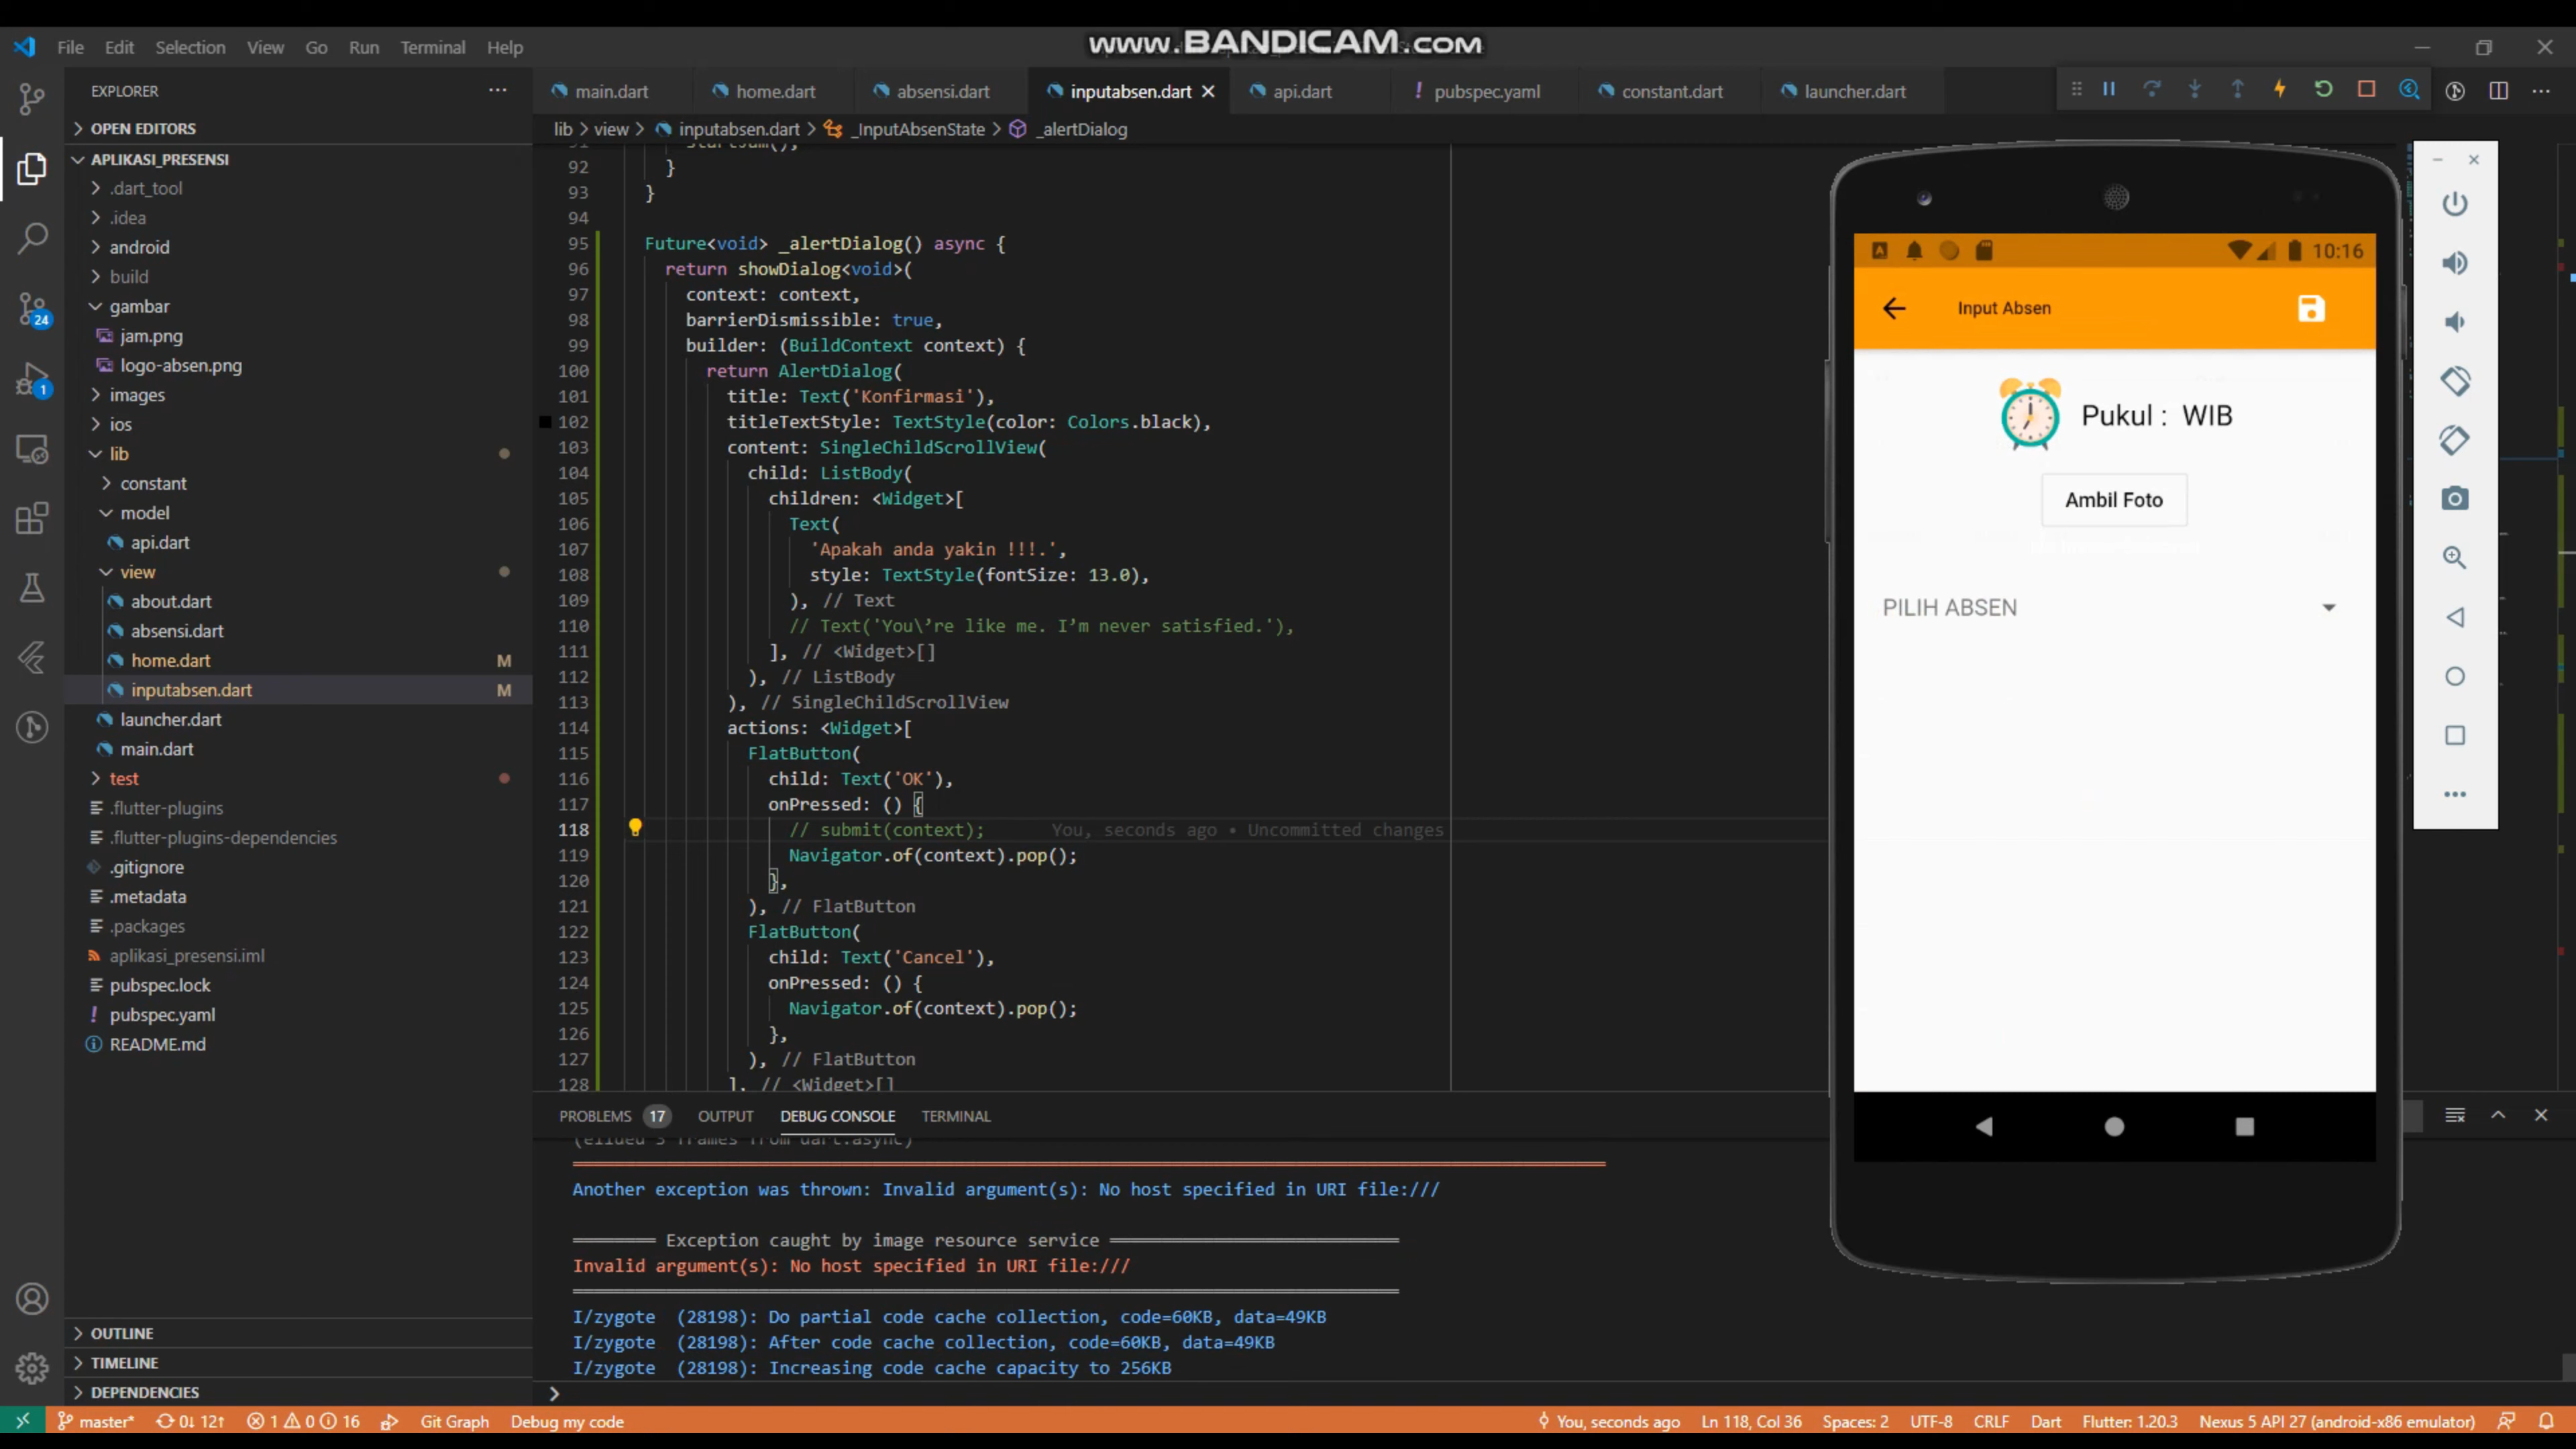 www.BANDICAM.com
File Edit Selection View Go Run Terminal Help
EXPLORER
OPEN EDITORS
APLIKASI_PRESENSI
.dart_tool
.idea
android
build
gambar
jam.png
logo-absen.png
images
ios
lib
constant
model
api.dart
view
about.dart
absensi.dart
home.dart M
inputabsen.dart M
launcher.dart
main.dart
test
.flutter-plugins
.flutter-plugins-dependencies
.gitignore
.metadata
.packages
aplikasi_presensi.iml
pubspec.lock
pubspec.yaml
README.md
OUTLINE
TIMELINE
DEPENDENCIES
24
1
main.dart home.dart absensi.dart inputabsen.dart api.dart pubspec.yaml constant.dart launcher.dart
lib > view > inputabsen.dart > _InputAbsenState > _alertDialog
91 startJam();
92 }
93 }
94
95 Future<void> _alertDialog() async {
96 return showDialog<void>(
97 context: context,
98 barrierDismissible: true,
99 builder: (BuildContext context) {
100 return AlertDialog(
101 title: Text('Konfirmasi'),
102 titleTextStyle: TextStyle(color: Colors.black),
103 content: SingleChildScrollView(
104 child: ListBody(
105 children: <Widget>[
106 Text(
107 'Apakah anda yakin !!!.',
108 style: TextStyle(fontSize: 13.0),
109 ), // Text
110 // Text('You\’re like me. I’m never satisfied.'),
111 ], // <Widget>[]
112 ), // ListBody
113 ), // SingleChildScrollView
114 actions: <Widget>[
115 FlatButton(
116 child: Text('OK'),
117 onPressed: () {
118 // submit(context); You, seconds ago • Uncommitted changes
119 Navigator.of(context).pop();
120 },
121 ), // FlatButton
122 FlatButton(
123 child: Text('Cancel'),
124 onPressed: () {
125 Navigator.of(context).pop();
126 },
127 ), // FlatButton
128 ], // <Widget>[]
PROBLEMS 17 OUTPUT DEBUG CONSOLE TERMINAL
(elided 3 frames from dart:async)
Another exception was thrown: Invalid argument(s): No host specified in URI file:///
Exception caught by image resource service
Invalid argument(s): No host specified in URI file:///
I/zygote (28198): Do partial code cache collection, code=60KB, data=49KB
I/zygote (28198): After code cache collection, code=60KB, data=49KB
I/zygote (28198): Increasing code cache capacity to 256KB
10:16
Input Absen
Pukul : WIB
Ambil Foto
PILIH ABSEN
master* 0↓ 12↑ 1 0 16 Git Graph Debug my code You, seconds ago Ln 118, Col 36 Spaces: 2 UTF-8 CRLF Dart Flutter: 1.20.3 Nexus 5 API 27 (android-x86 emulator)